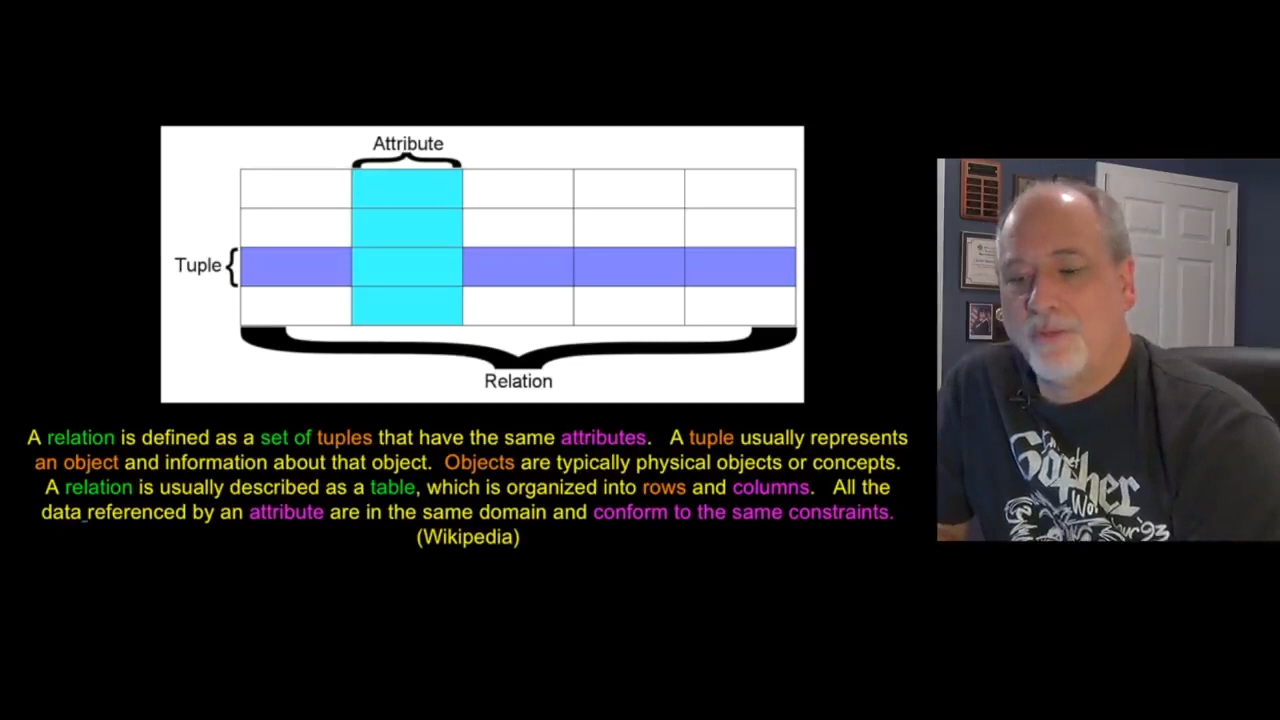 Attribute
Tuple
Relation
A relation is defined as a set of tuples that have the same attributes. A tuple usually represents
an object and information about that object. Objects are typically physical objects or concepts.
A relation is usually described as a table, which is organized into rows and columns. All the
data referenced by an attribute are in the same domain and conform to the same constraints.
(Wikipedia)
Gopher
'93